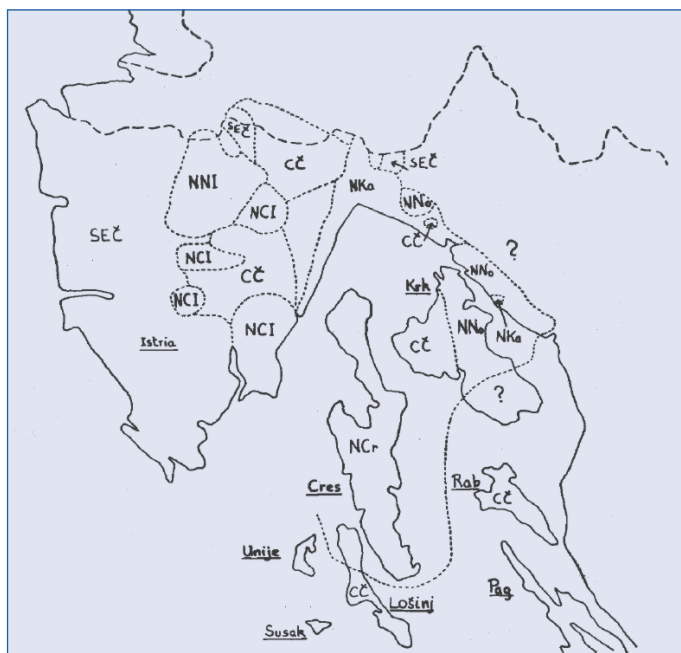 SEČ
CČ
SEČ
NNI
NKa
NCI
NNo
SEČ
CČ
?
NCI
CČ
NNo
Krk
NCI
NCI
CČ
NNo
NKa
Istria
?
NCr
Cres
Rab
CČ
Unije
CČ
Lošinj
Pag
Susak